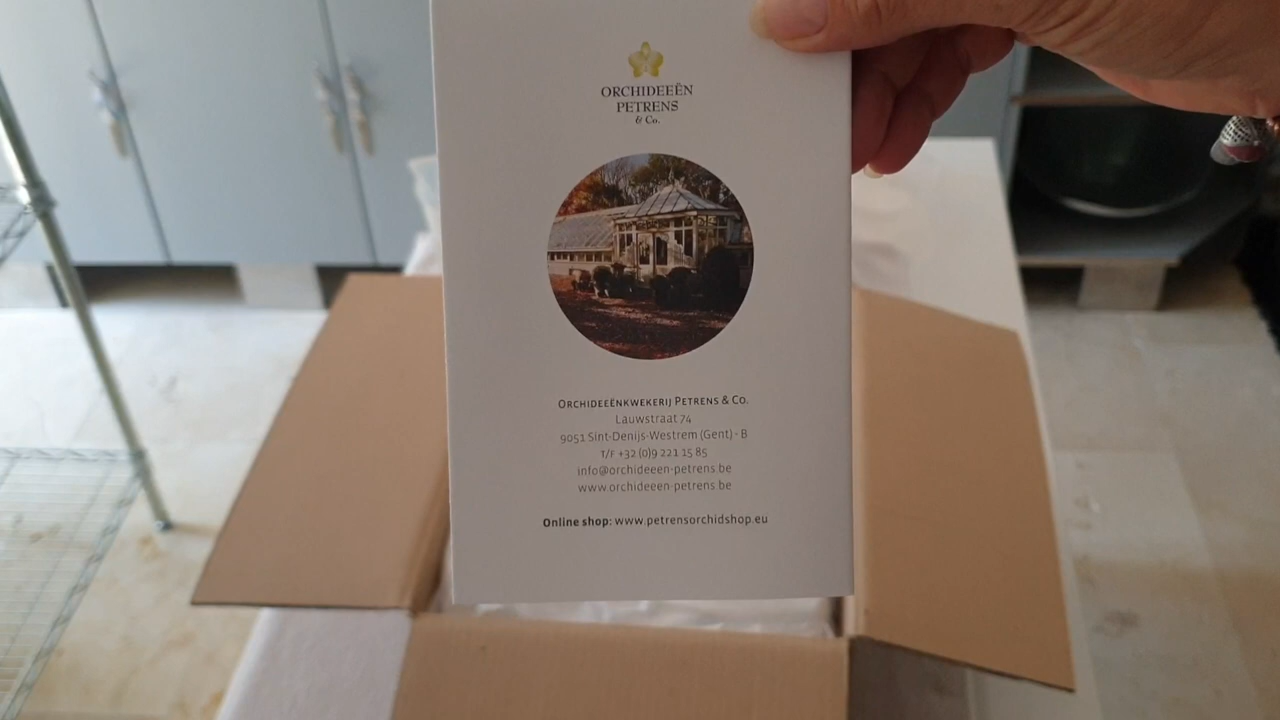 ORCHIDEEËN
PETRENS
& Co.
ORCHIDEEËNKWEKERIJ PETRENS & CO.
Lauwstraat 74
9051 Sint-Denijs-Westrem (Gent) - B
T/F +32 (0)9 221 15 85
info@orchideeen-petrens.be
www.orchideeen-petrens.be
Online shop: www.petrensorchidshop.eu